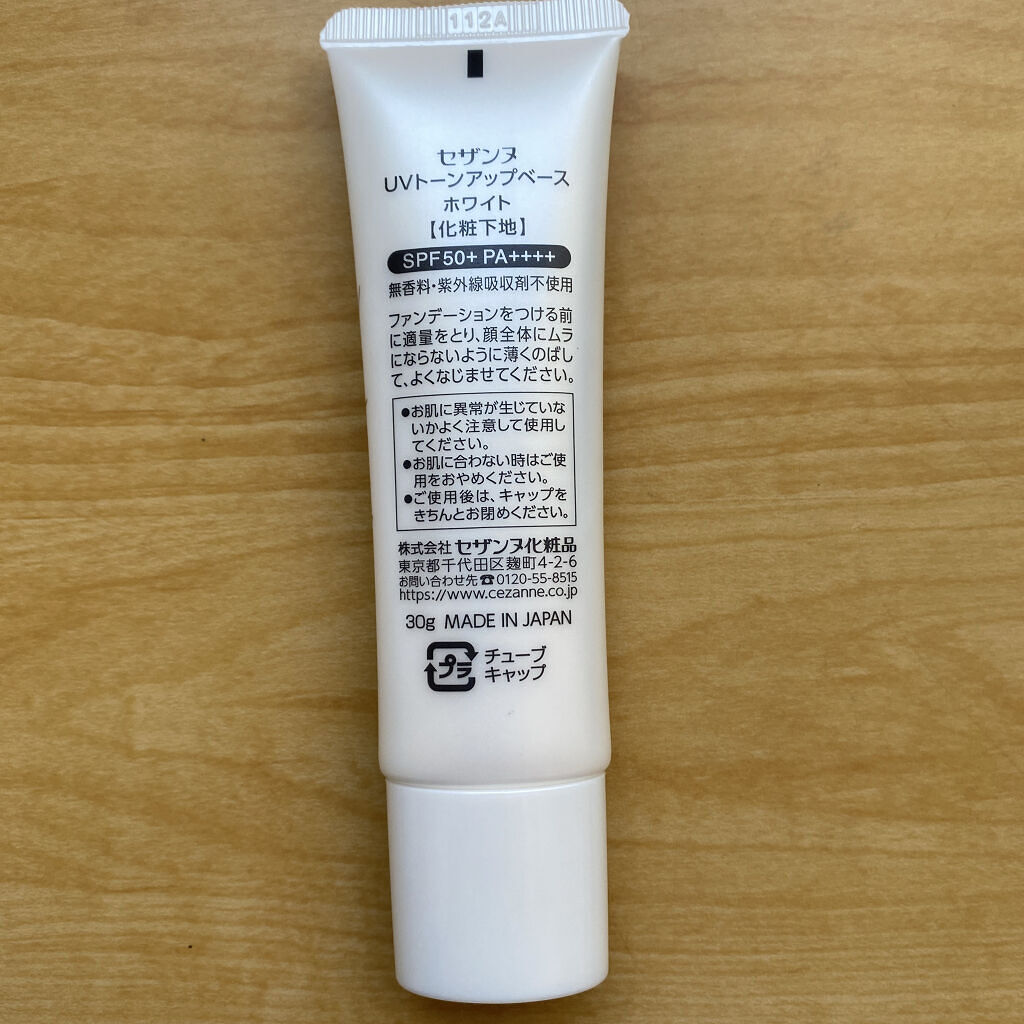 112A
セザンヌ
UVトーンアップベース
ホワイト
【化粧下地】
SPF50+ PA++++
無香料・紫外線吸収剤不使用
ファンデーションをつける前
に適量をとり、顔全体にムラ
にならないように薄くのばし
て、よくなじませてください。
●お肌に異常が生じていな
いかよく注意して使用し
てください。
●お肌に合わない時はご使
用をおやめください。
●ご使用後は、キャップを
きちんとお閉めください。
株式会社 セザンヌ化粧品
東京都千代田区麹町4-2-6
お問い合わせ先☎0120-55-8515
https://www.cezanne.co.jp
30g MADE IN JAPAN
プラ チューブ
キャップ